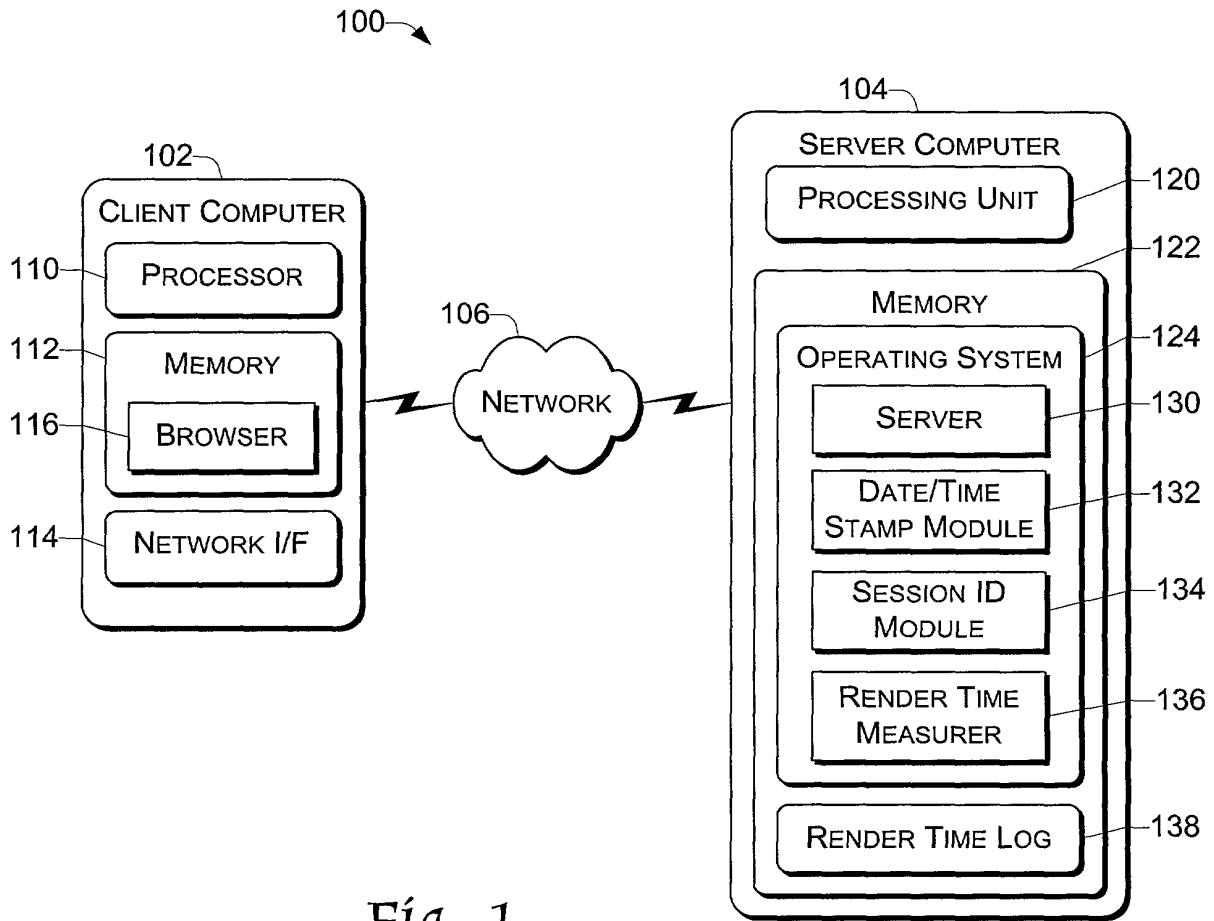 100
104
SERVER COMPUTER
102
CLIENT COMPUTER
PROCESSING UNIT
120
110
PROCESSOR
122
MEMORY
106
124
112
MEMORY
OPERATING SYSTEM
NETWORK
SERVER
130
116
BROWSER
DATE/TIME
STAMP MODULE
132
114
NETWORK I/F
SESSION ID
MODULE
134
RENDER TIME
MEASURER
136
RENDER TIME LOG
138
Fig. 1